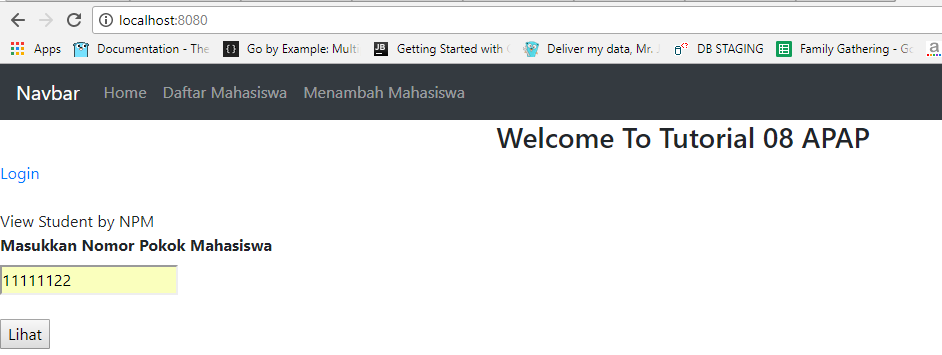 localhost:8080
Apps Documentation - The Go by Example: Mult Getting Started with Deliver my data, Mr. J DB STAGING Family Gathering - Go
Navbar Home Daftar Mahasiswa Menambah Mahasiswa
Welcome To Tutorial 08 APAP
Login
View Student by NPM
Masukkan Nomor Pokok Mahasiswa
11111122
Lihat